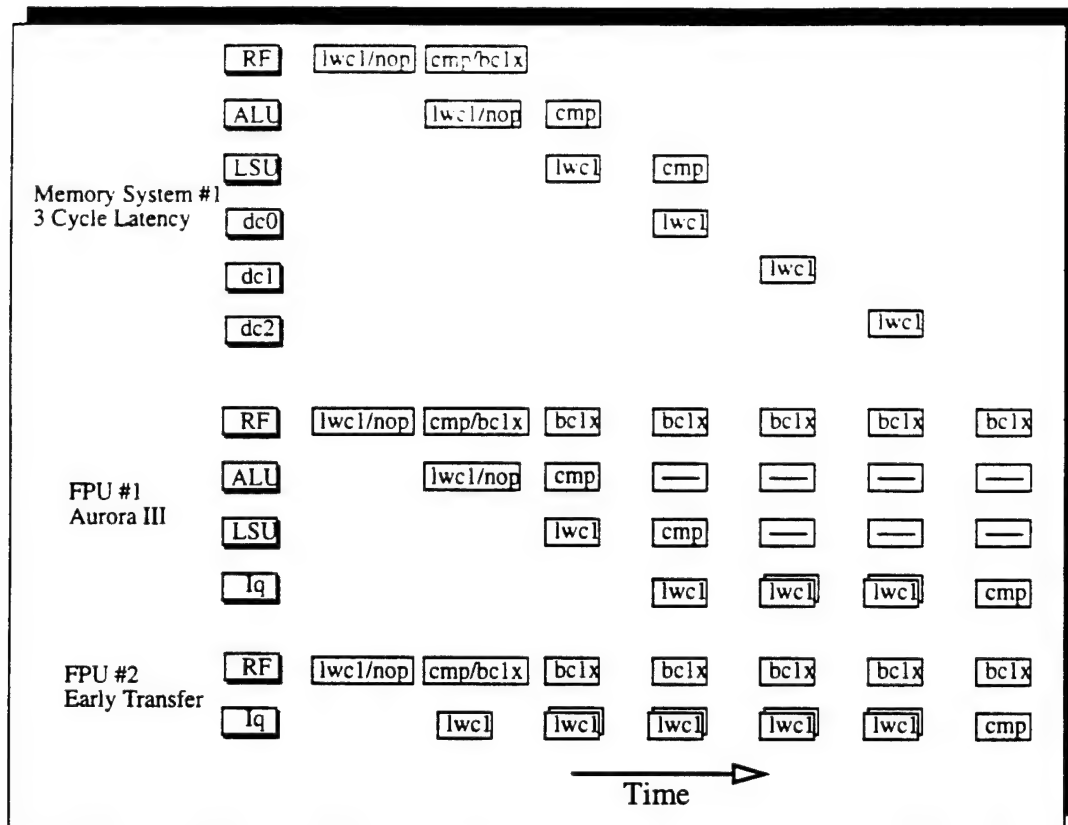 RF lwc1/nop cmp/bc1x
ALU lwc1/nop cmp
LSU lwc1 cmp
Memory System #1
3 Cycle Latency
dc0 lwc1
dc1 lwc1
dc2 lwc1
RF lwc1/nop cmp/bc1x bc1x bc1x bc1x bc1x bc1x
ALU lwc1/nop cmp — — — —
FPU #1
Aurora III
LSU lwc1 cmp — — —
Iq lwc1 lwc1 lwc1 cmp
FPU #2
Early Transfer
RF lwc1/nop cmp/bc1x bc1x bc1x bc1x bc1x bc1x
Iq lwc1 lwc1 lwc1 lwc1 lwc1 cmp
Time